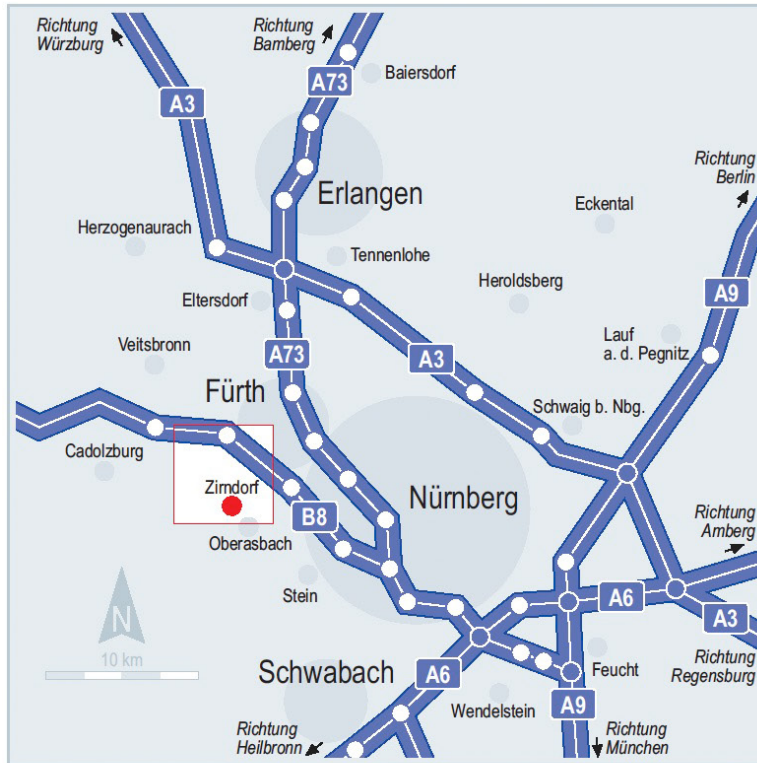 Richtung
Würzburg
Richtung
Bamberg
Baiersdorf
A73
A3
Richtung
Berlin
Erlangen
Eckental
Herzogenaurach
Tennenlohe
Eltersdorf
Heroldsberg
A9
Veitsbronn
A73
A3
Lauf
a. d. Pegnitz
Fürth
Schwaig b. Nbg.
Cadolzburg
Zirndorf
Nürnberg
B8
Oberasbach
Richtung
Amberg
Stein
N
A6
A3
10 km
Schwabach
A6
Feucht
Richtung
Regensburg
Wendelstein
A9
Richtung
Heilbronn
Richtung
München